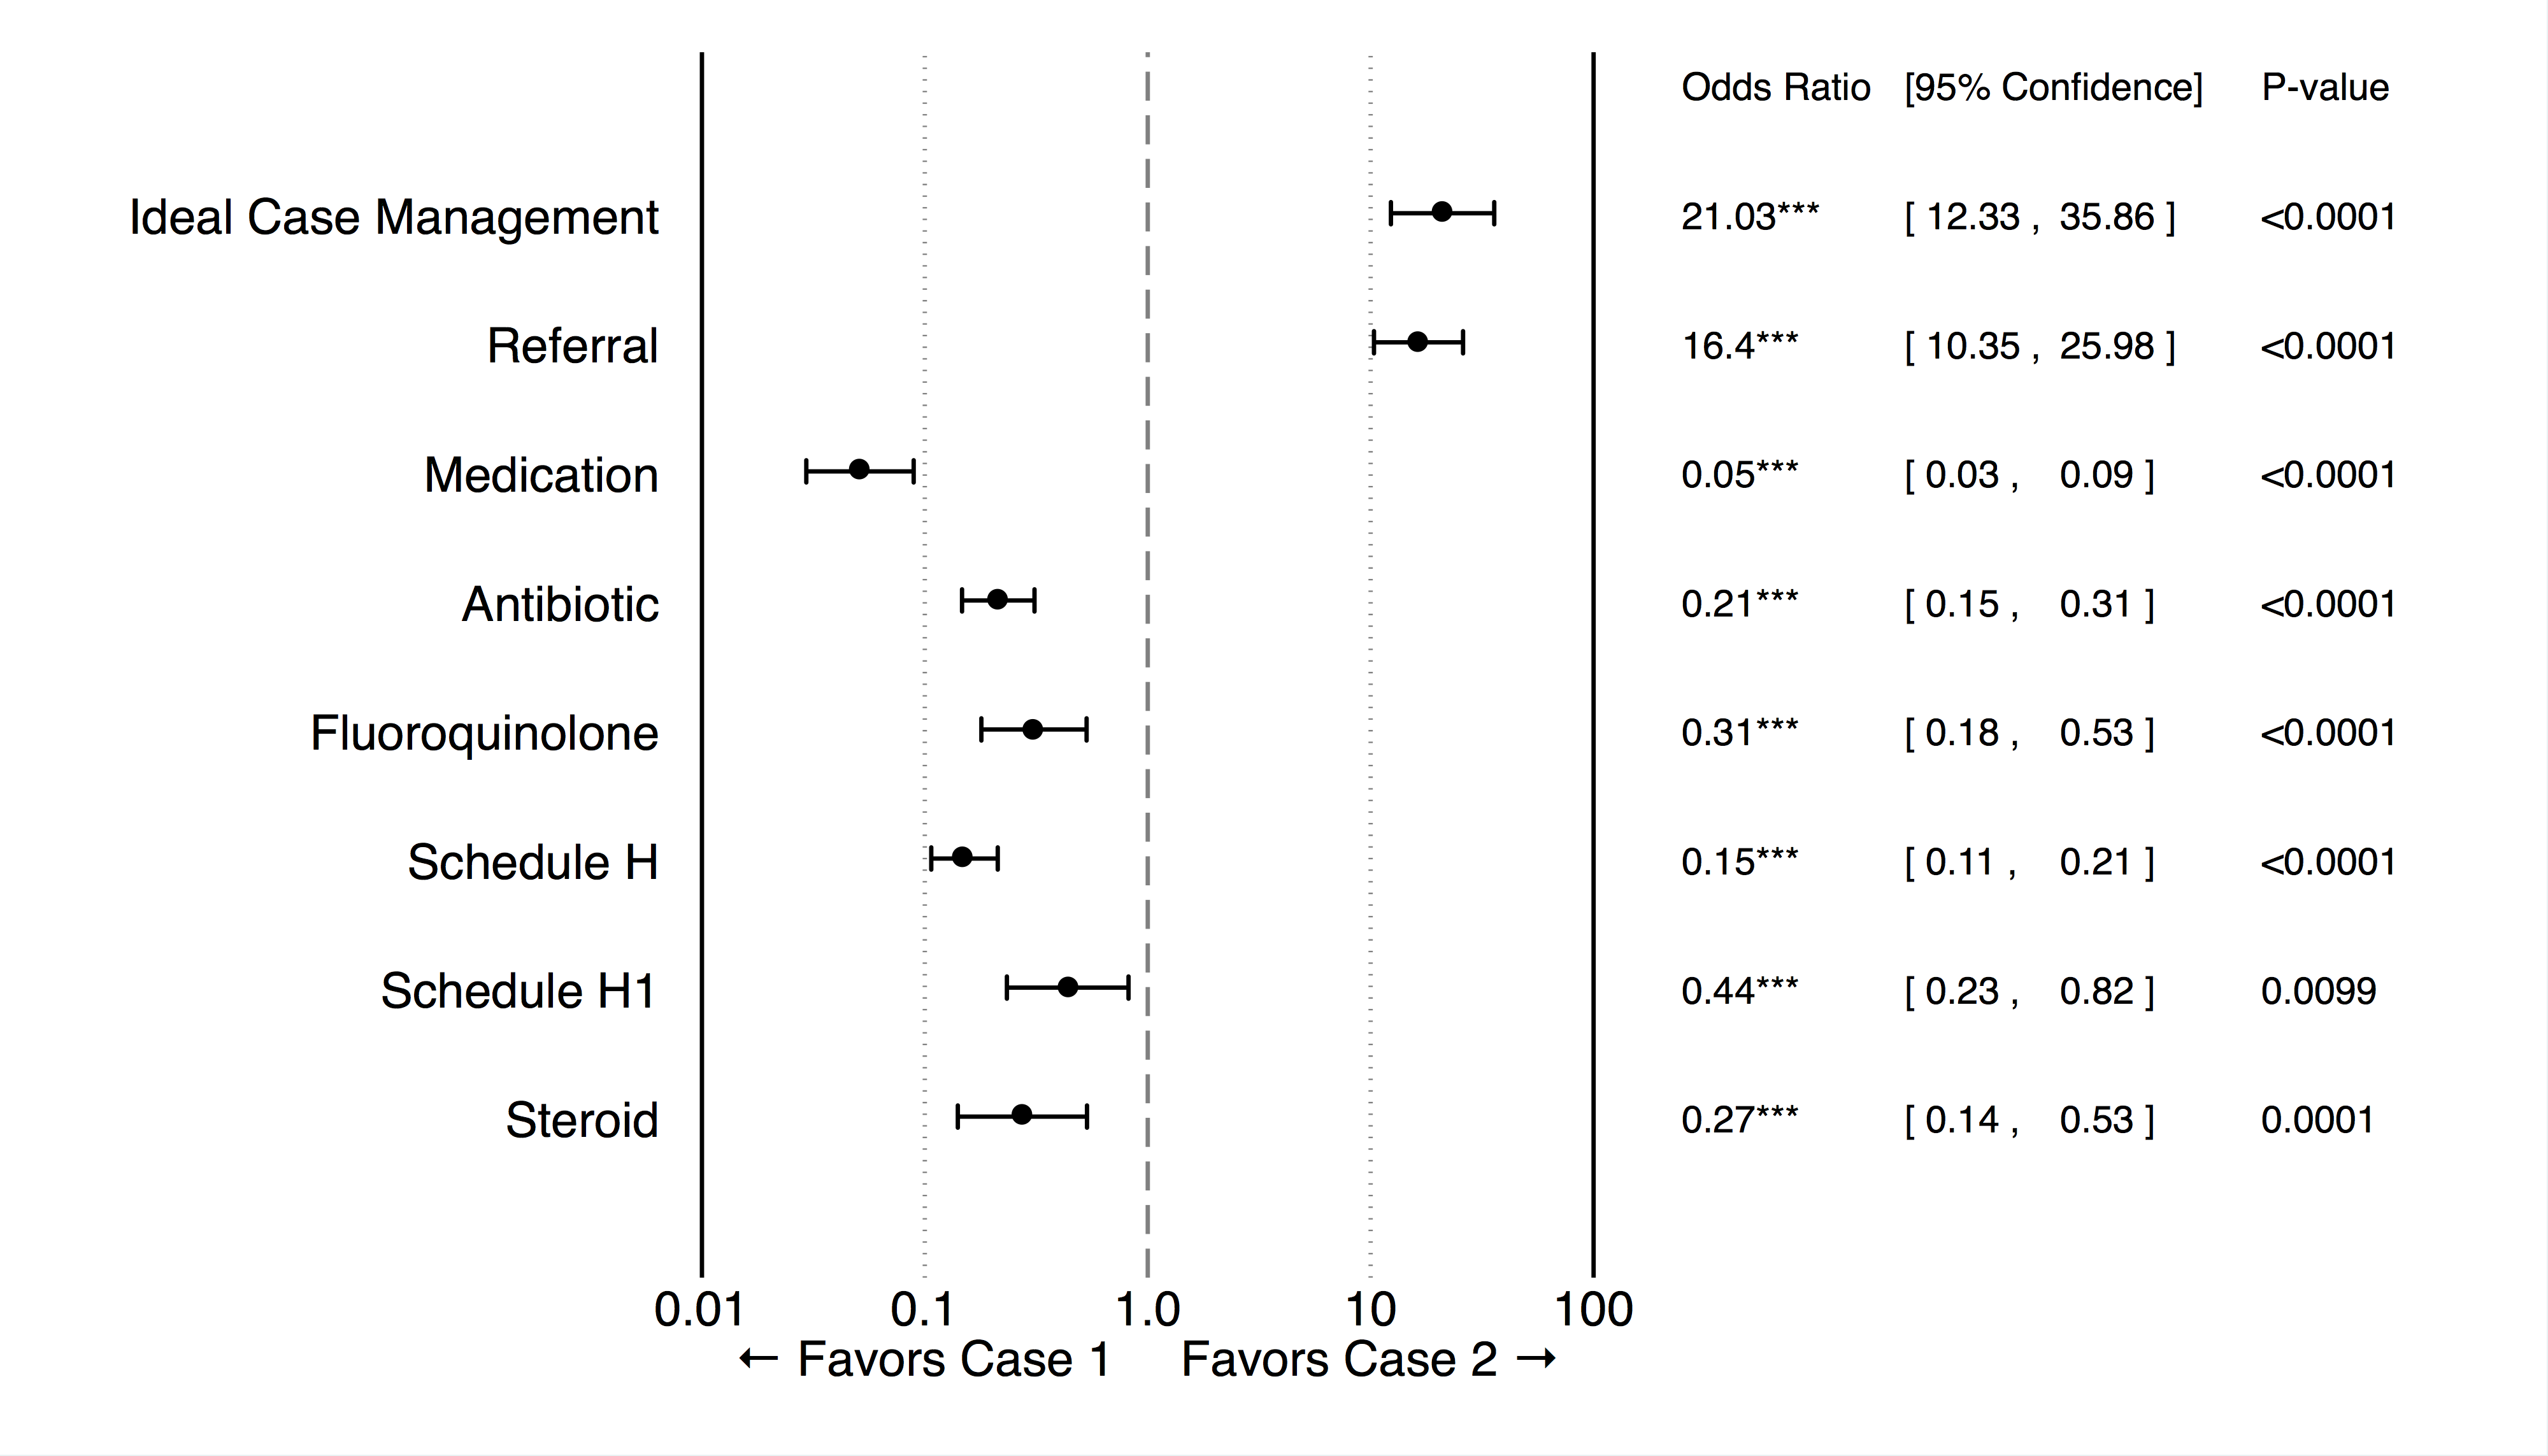 Odds Ratio [95% Confidence] P-value
Ideal Case Management 21.03*** [ 12.33 , 35.86 ] <0.0001
Referral 16.4*** [ 10.35 , 25.98 ] <0.0001
Medication 0.05*** [ 0.03 , 0.09 ] <0.0001
Antibiotic 0.21*** [ 0.15 , 0.31 ] <0.0001
Fluoroquinolone 0.31*** [ 0.18 , 0.53 ] <0.0001
Schedule H 0.15*** [ 0.11 , 0.21 ] <0.0001
Schedule H1 0.44*** [ 0.23 , 0.82 ] 0.0099
Steroid 0.27*** [ 0.14 , 0.53 ] 0.0001
0.01 0.1 1.0 10 100
← Favors Case 1 Favors Case 2 →